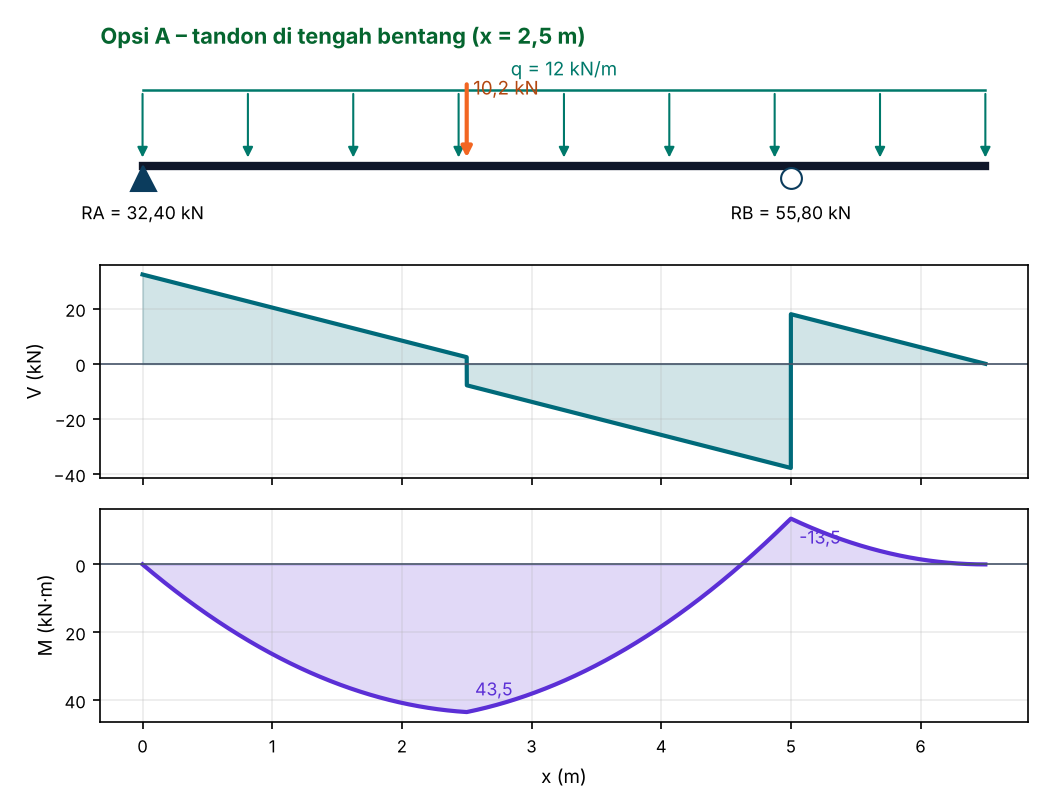 Opsi A – tandon di tengah bentang (x = 2,5 m)
q = 12 kN/m
10,2 kN
RA = 32,40 kN
RB = 55,80 kN
V (kN)
20
0
−20
−40
M (kN·m)
0
20
40
-13,5
43,5
0 1 2 3 4 5 6
x (m)